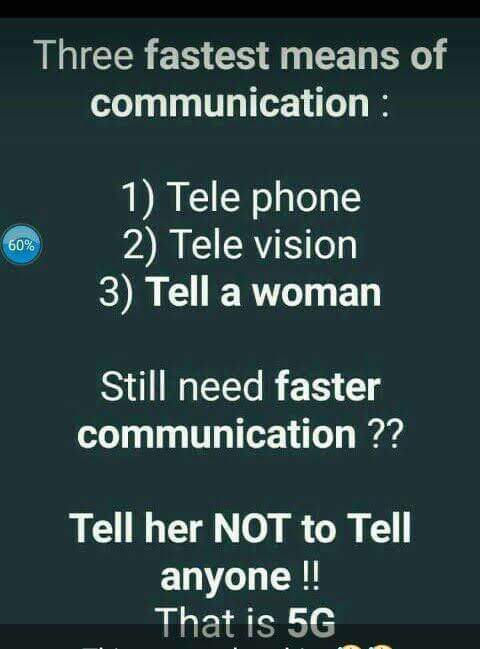 Three fastest means of
communication :
1) Tele phone
2) Tele vision
3) Tell a woman
60%
Still need faster
communication ??
Tell her NOT to Tell
anyone !!
That is 5G